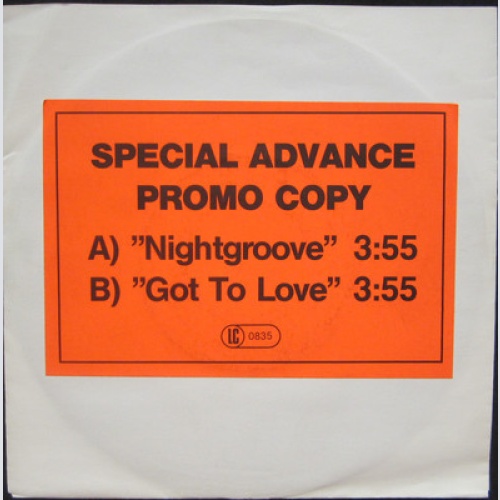 SPECIAL ADVANCE
PROMO COPY
A) ”Nightgroove” 3:55
B) ”Got To Love” 3:55
LC 0835